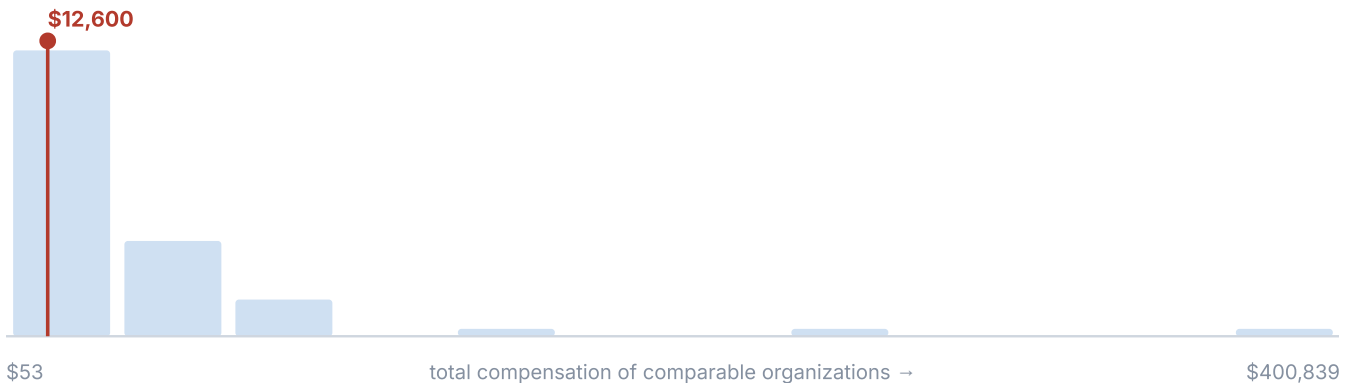 $12,600
$53
total compensation of comparable organizations →
$400,839